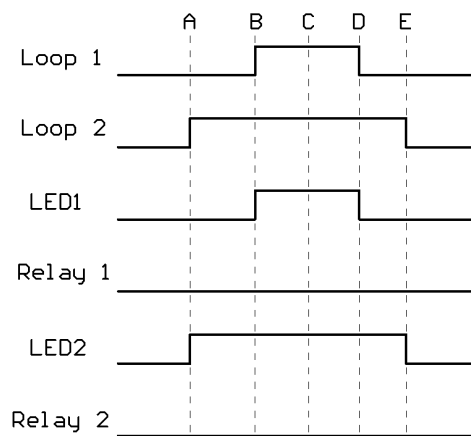 A B C D E
Loop 1
Loop 2
LED1
Relay 1
LED2
Relay 2